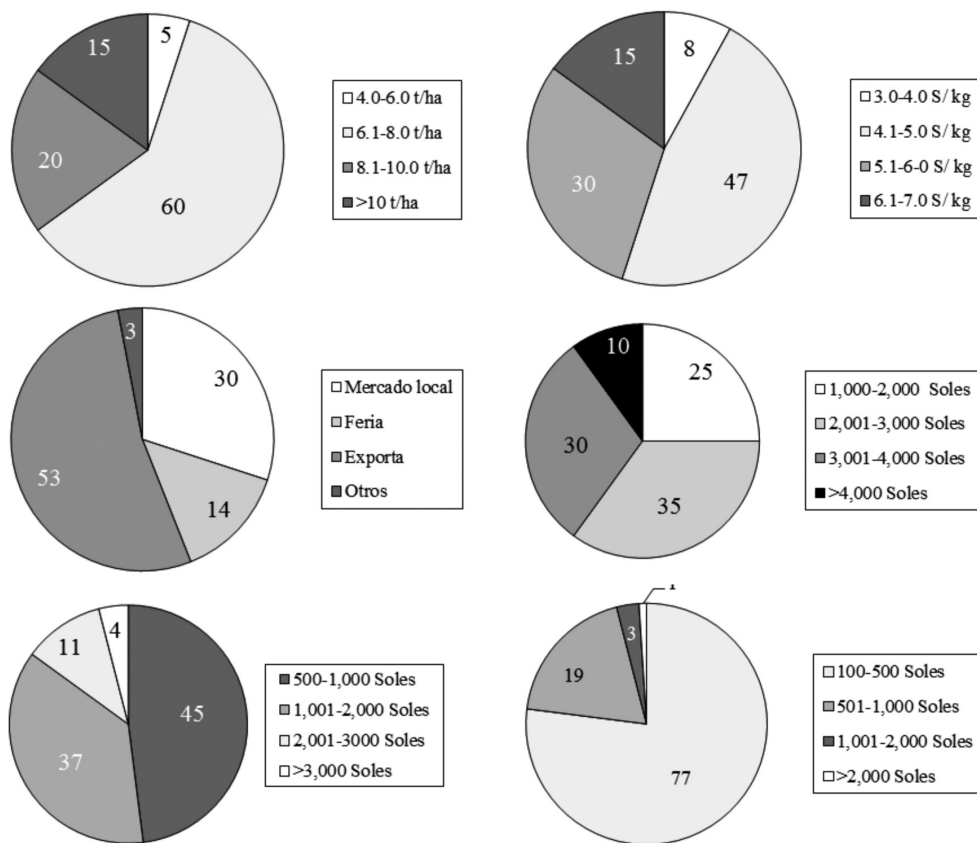 5
15
20
60
4.0-6.0 t/ha
6.1-8.0 t/ha
8.1-10.0 t/ha
>10 t/ha
8
15
30
47
3.0-4.0 S/ kg
4.1-5.0 S/ kg
5.1-6-0 S/ kg
6.1-7.0 S/ kg
3
30
53
14
Mercado local
Feria
Exporta
Otros
10
25
30
35
1,000-2,000 Soles
2,001-3,000 Soles
3,001-4,000 Soles
>4,000 Soles
4
11
45
37
500-1,000 Soles
1,001-2,000 Soles
2,001-3000 Soles
>3,000 Soles
3
19
77
100-500 Soles
501-1,000 Soles
1,001-2,000 Soles
>2,000 Soles